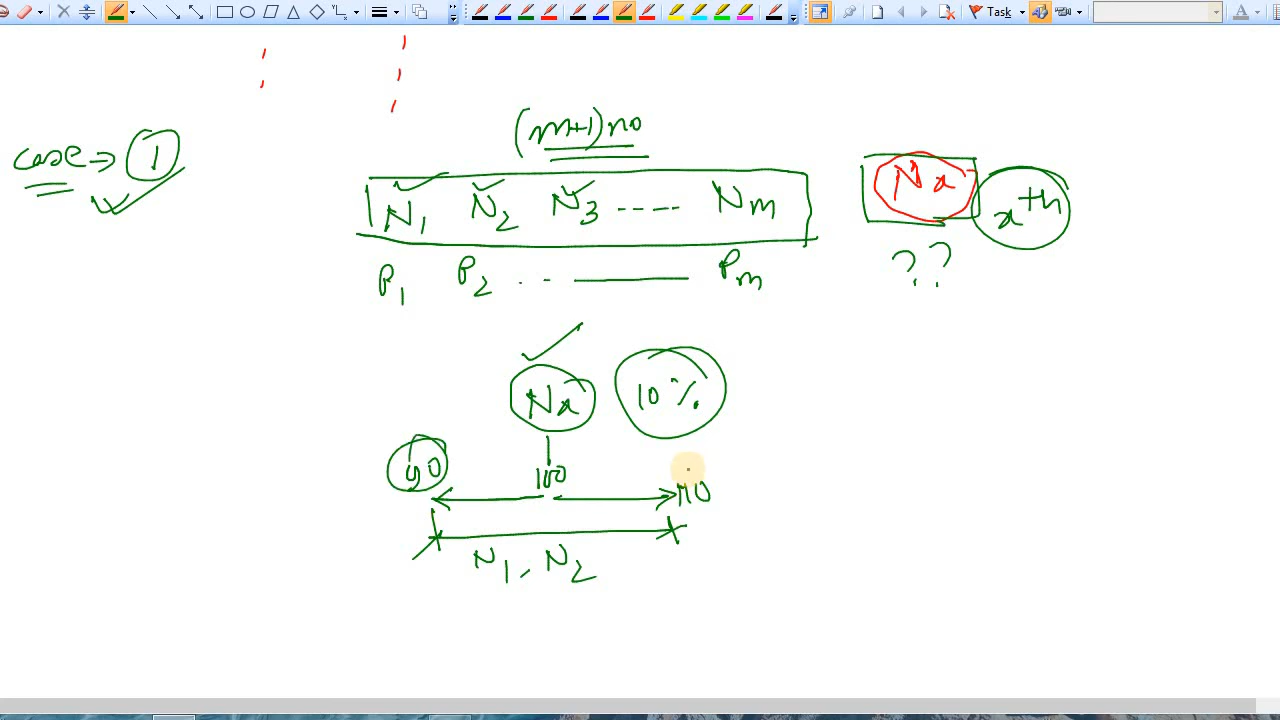 Task
(m+1) no
case ⇒ 1
N1 N2 N3 ---- Nm Nx xth
P1 P2 .. —— Pm ??
Nx 10%
90 100 110
N1, N2